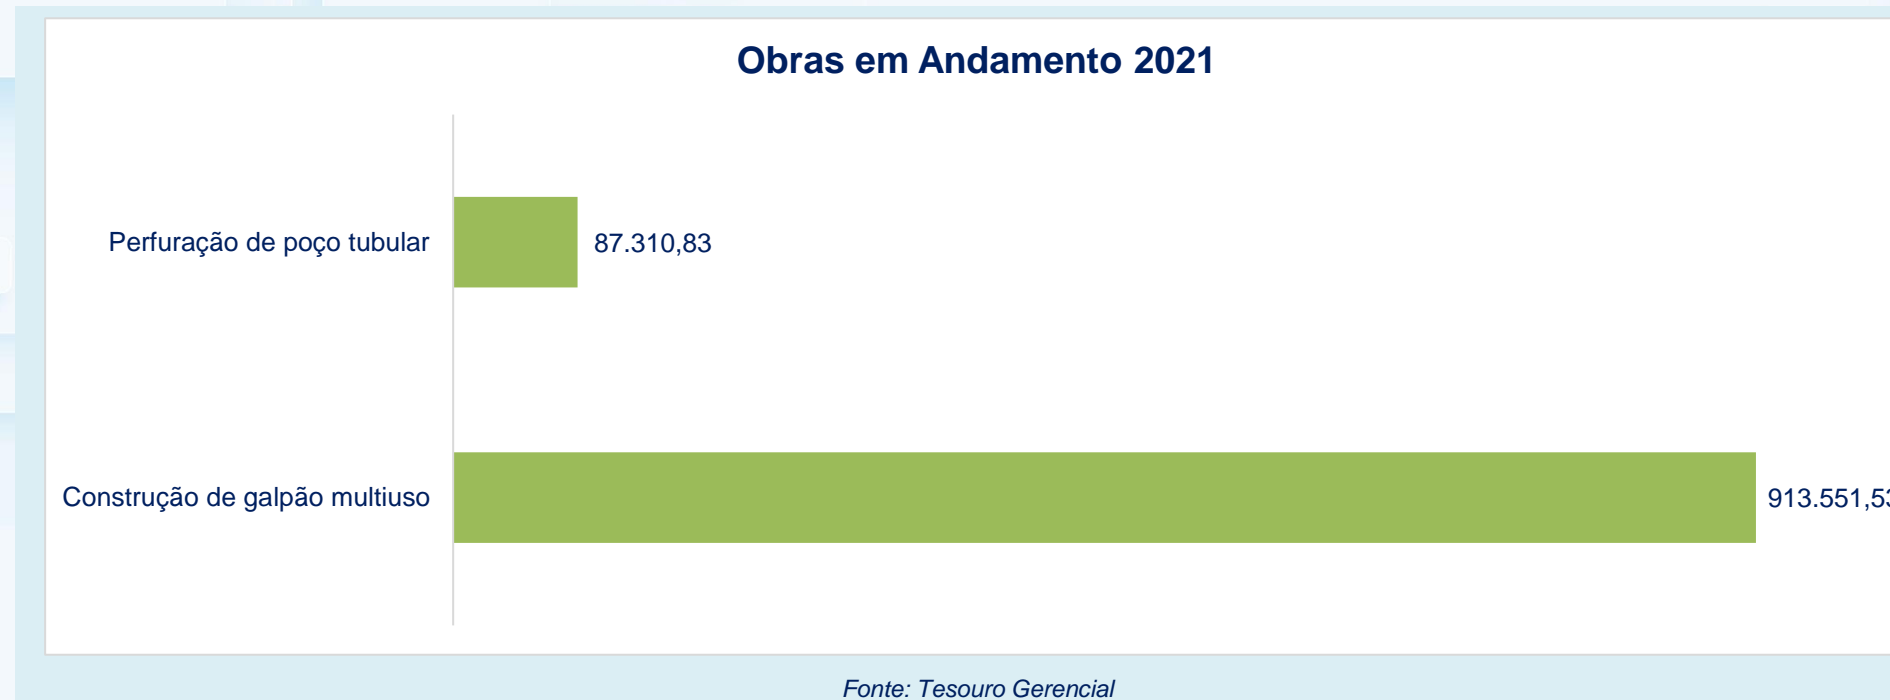 Obras em Andamento 2021
Perfuração de poço tubular
87.310,83
Construção de galpão multiuso
913.551,53
Fonte: Tesouro Gerencial